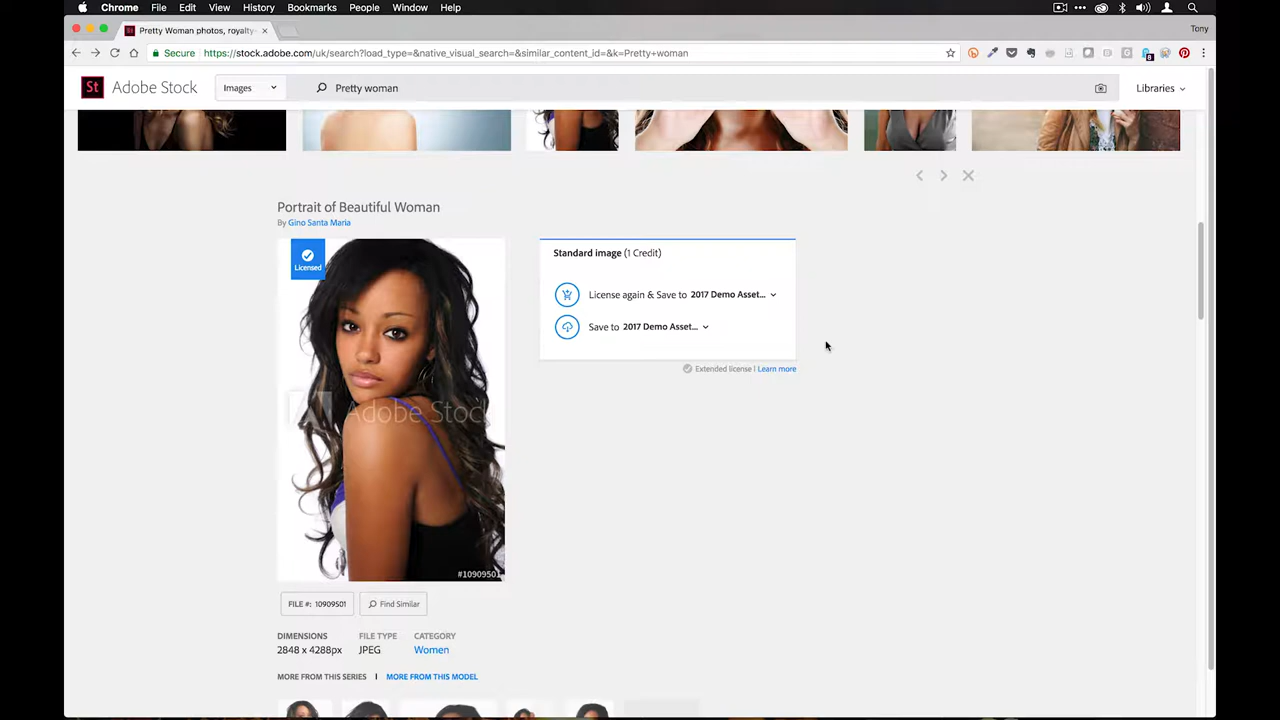 Chrome File Edit View History Bookmarks People Window Help
Pretty Woman photos, royalty-
Tony
Secure https://stock.adobe.com/uk/search?load_type=&native_visual_search=&similar_content_id=&k=Pretty+woman
8
St Adobe Stock Images Pretty woman Libraries
Portrait of Beautiful Woman
By Gino Santa Maria
Licensed
Standard image (1 Credit)
License again & Save to 2017 Demo Asset...
Save to 2017 Demo Asset...
Extended license | Learn more
Adobe Stock
#10909501
FILE #: 10909501 Find Similar
DIMENSIONS FILE TYPE CATEGORY
2848 x 4288px JPEG Women
MORE FROM THIS SERIES | MORE FROM THIS MODEL